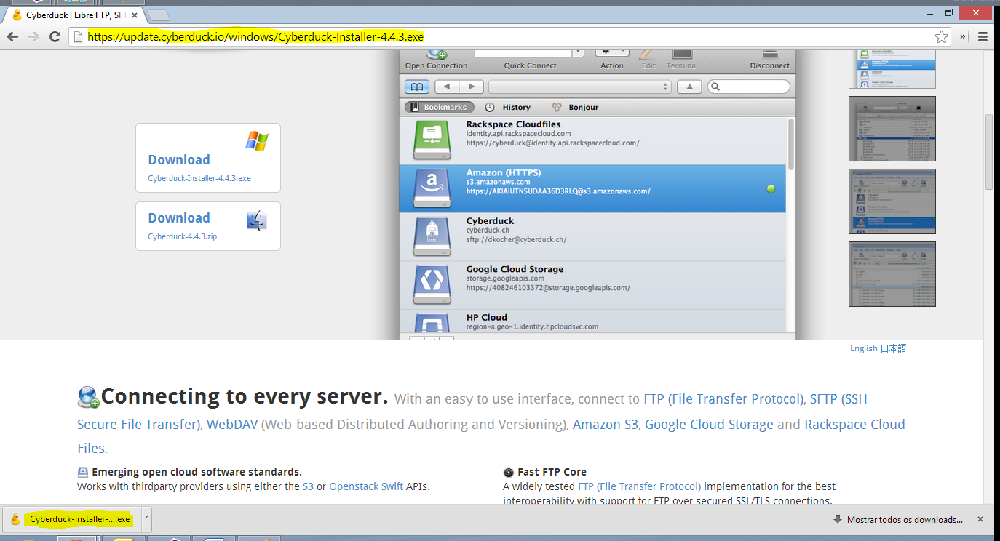 Cyberduck | Libre FTP, SFT
https://update.cyberduck.io/windows/Cyberduck-Installer-4.4.3.exe
Open Connection
Quick Connect
Action
Edit
Terminal
Disconnect
Bookmarks
History
Bonjour
Rackspace Cloudfiles
identity.api.rackspacecloud.com
https://cyberduck@identity.api.rackspacecloud.com/
Amazon (HTTPS)
s3.amazonaws.com
https://AKIAIUTN5UDAA36D3RLQ@s3.amazonaws.com/
Cyberduck
cyberduck.ch
sftp://dkocher@cyberduck.ch/
Google Cloud Storage
storage.googleapis.com
https://408246103372@storage.googleapis.com/
HP Cloud
region-a.geo-1.identity.hpcloudsvc.com
Download
Cyberduck-Installer-4.4.3.exe
Download
Cyberduck-4.4.3.zip
English 日本語
Connecting to every server. With an easy to use interface, connect to FTP (File Transfer Protocol), SFTP (SSH
Secure File Transfer), WebDAV (Web-based Distributed Authoring and Versioning), Amazon S3, Google Cloud Storage and Rackspace Cloud
Files.
Emerging open cloud software standards.
Works with thirdparty providers using either the S3 or Openstack Swift APIs.
Fast FTP Core
A widely tested FTP (File Transfer Protocol) implementation for the best
interoperability with support for FTP over secured SSL/TLS connections.
Cyberduck-Installer-....exe
Mostrar todos os downloads...